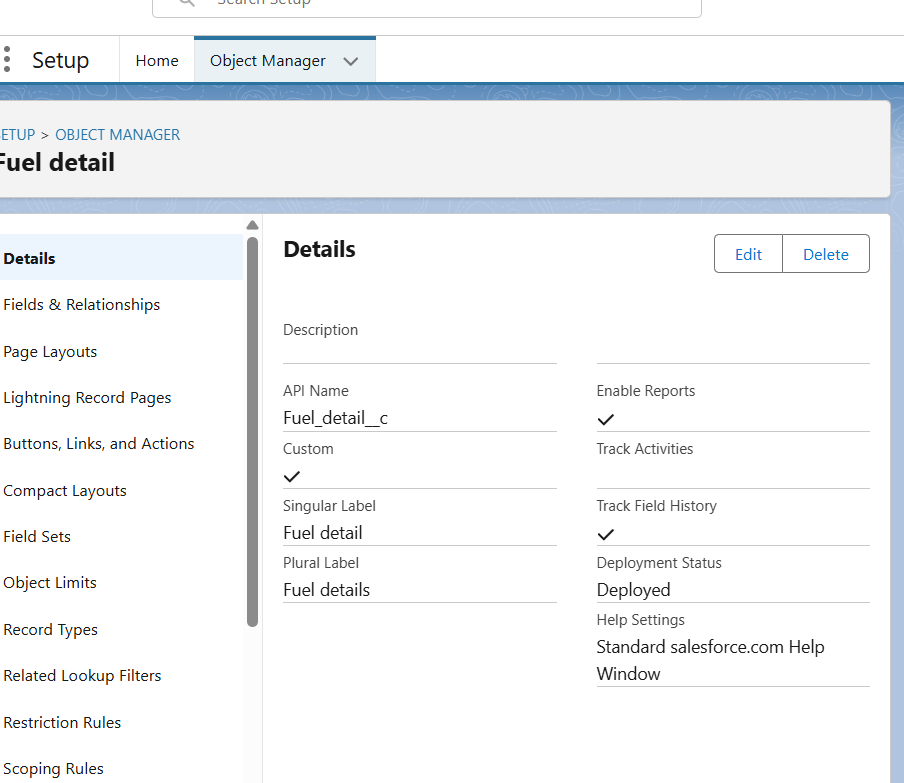 Search Setup
Setup
Home
Object Manager
SETUP > OBJECT MANAGER
Fuel detail
Details
Fields & Relationships
Page Layouts
Lightning Record Pages
Buttons, Links, and Actions
Compact Layouts
Field Sets
Object Limits
Record Types
Related Lookup Filters
Restriction Rules
Scoping Rules
Details
Edit
Delete
Description
API Name
Fuel_detail__c
Custom
Singular Label
Fuel detail
Plural Label
Fuel details
Enable Reports
Track Activities
Track Field History
Deployment Status
Deployed
Help Settings
Standard salesforce.com Help
Window